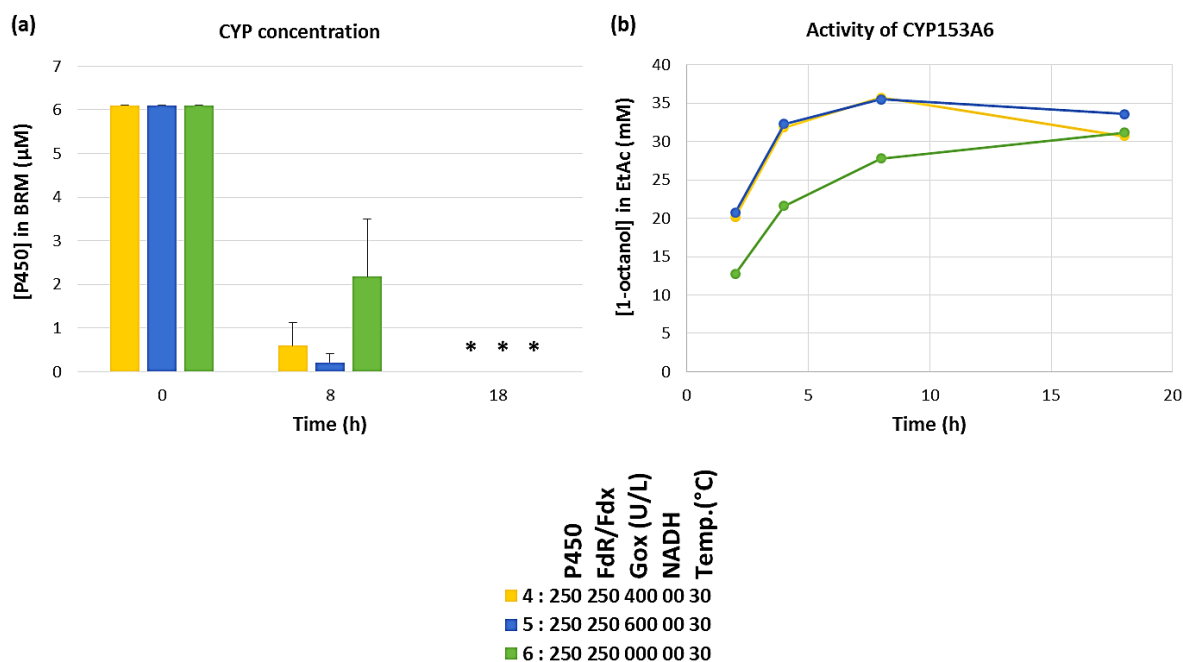 (a)
CYP concentration
[P450] in BRM (µM)
7
6
5
4
3
2
1
0
* * *
0 8 18
Time (h)
(b)
Activity of CYP153A6
[1-octanol] in EtAc (mM)
40
35
30
25
20
15
10
5
0
0 5 10 15 20
Time (h)
P450
FdR/Fdx
Gox (U/L)
NADH
Temp.(°C)
4 : 250 250 400 00 30
5 : 250 250 600 00 30
6 : 250 250 000 00 30